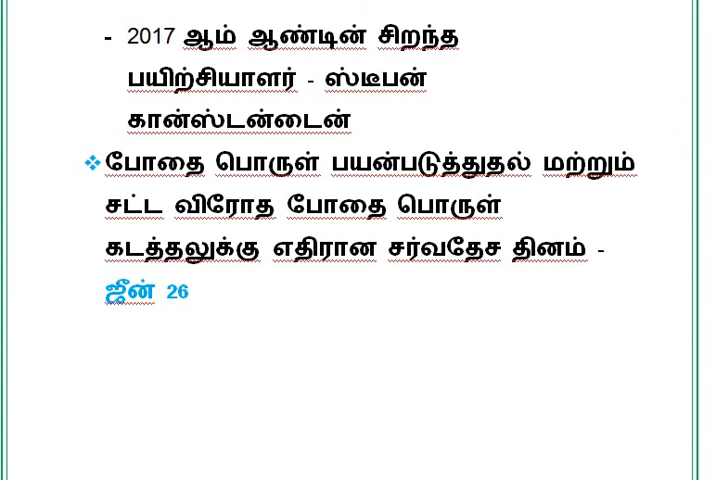 - 2017 ஆம் ஆண்டின் சிறந்த
பயிற்சியாளர் - ஸ்டீபன்
கான்ஸ்டன்டைன்
❖போதை பொருள் பயன்படுத்துதல் மற்றும்
சட்ட விரோத போதை பொருள்
கடத்தலுக்கு எதிரான சர்வதேச தினம் -
ஜீன் 26